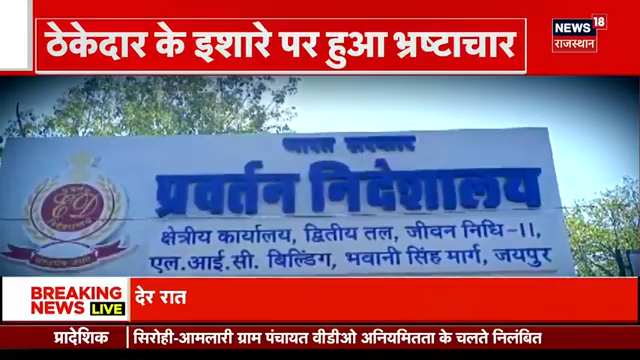 ठेकेदार के इशारे पर हुआ भ्रष्टाचार
NEWS 18
राजस्थान
भारत सरकार
प्रवर्तन निदेशालय
क्षेत्रीय कार्यालय, द्वितीय तल, जीवन निधि-II,
एल.आई.सी. बिल्डिंग, भवानी सिंह मार्ग, जयपुर
ED
BREAKING
NEWS LIVE
देर रात
प्रादेशिक
सिरोही-आमलारी ग्राम पंचायत वीडीओ अनियमितता के चलते निलंबित